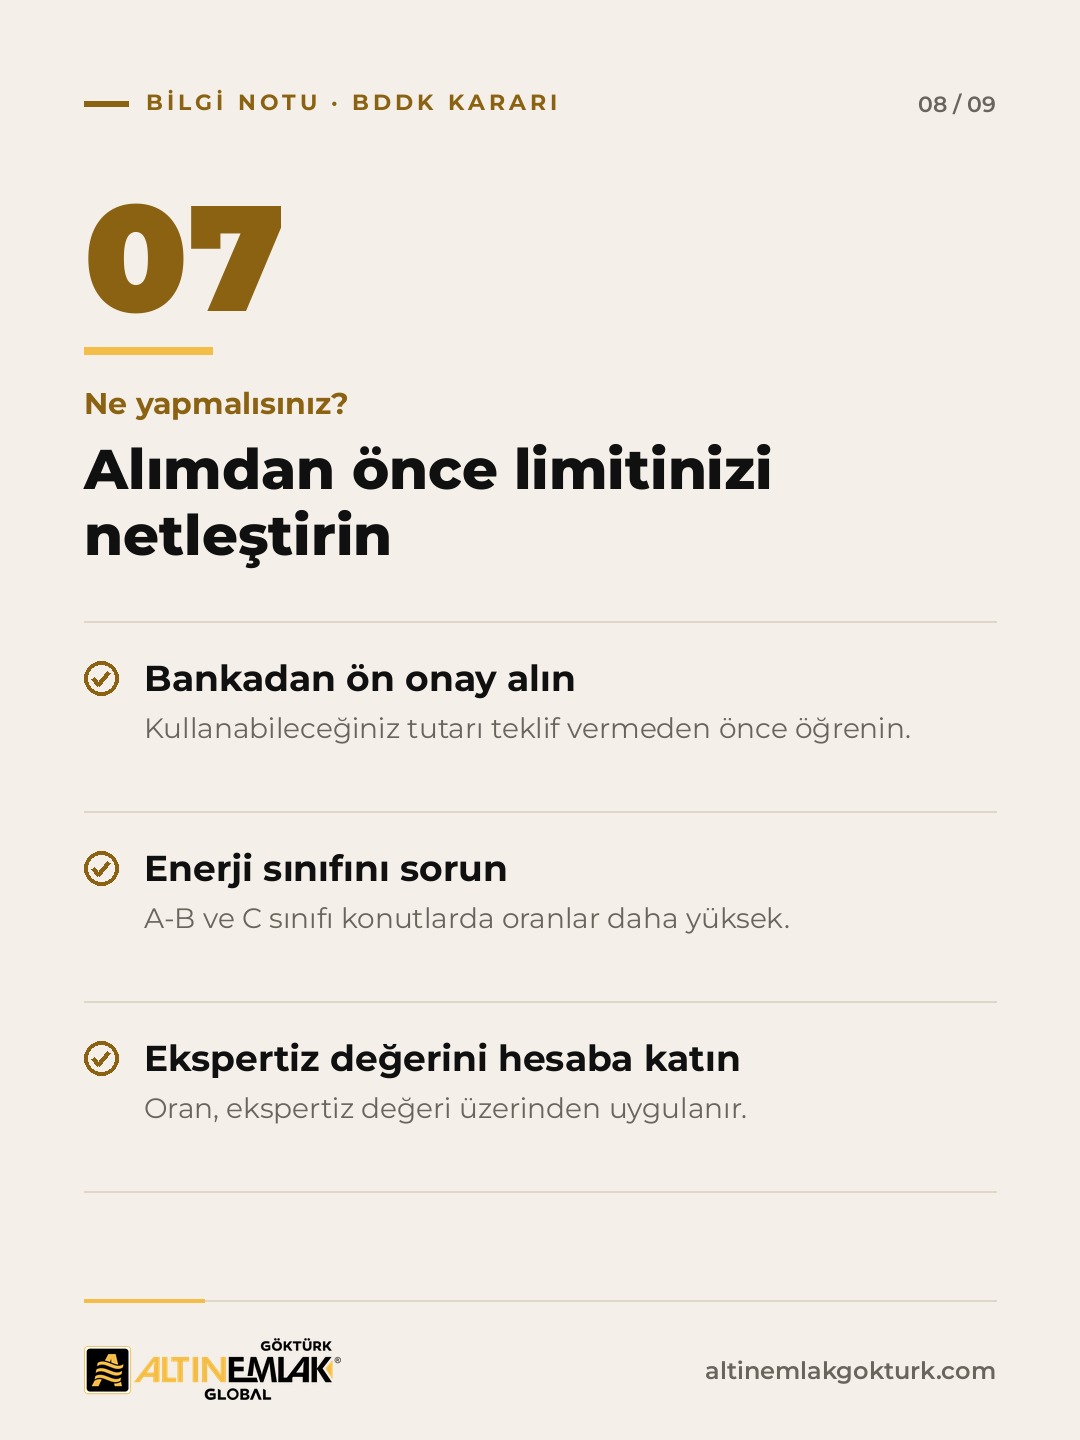 BİLGİ NOTU · BDDK KARARI
08 / 09
07
Ne yapmalısınız?
Alımdan önce limitinizi
netleştirin
Bankadan ön onay alın
Kullanabileceğiniz tutarı teklif vermeden önce öğrenin.
Enerji sınıfını sorun
A-B ve C sınıfı konutlarda oranlar daha yüksek.
Ekspertiz değerini hesaba katın
Oran, ekspertiz değeri üzerinden uygulanır.
GÖKTÜRK
ALTINEMLAK®
GLOBAL
altinemlakgokturk.com